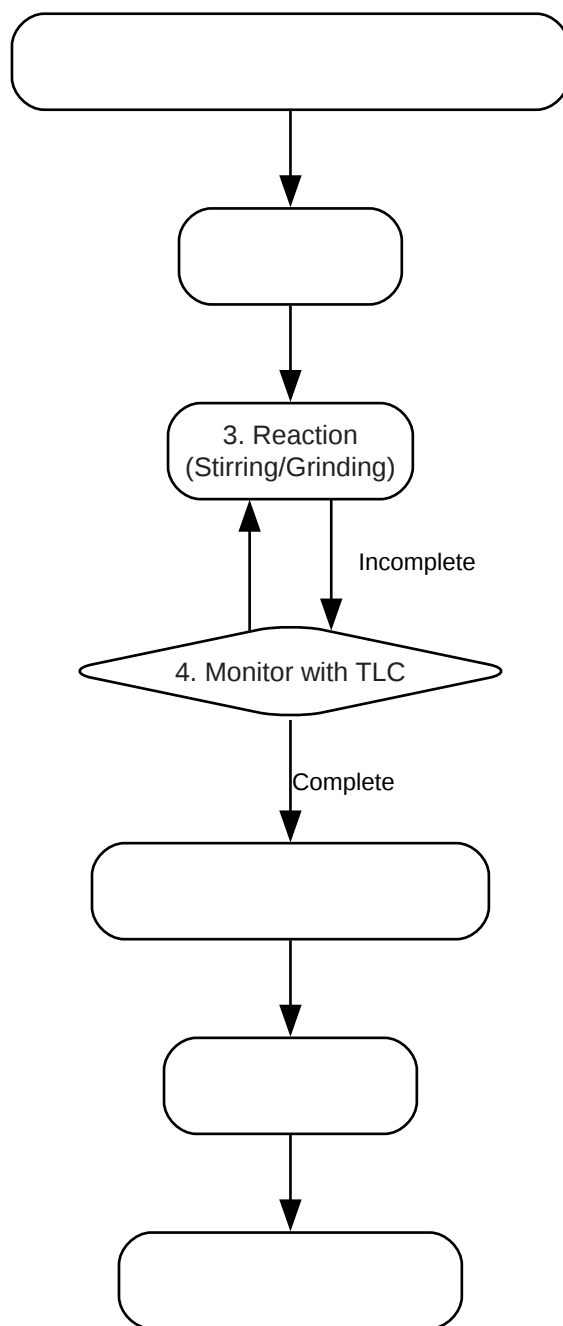 3. Reaction
(Stirring/Grinding)
Incomplete
4. Monitor with TLC
Complete